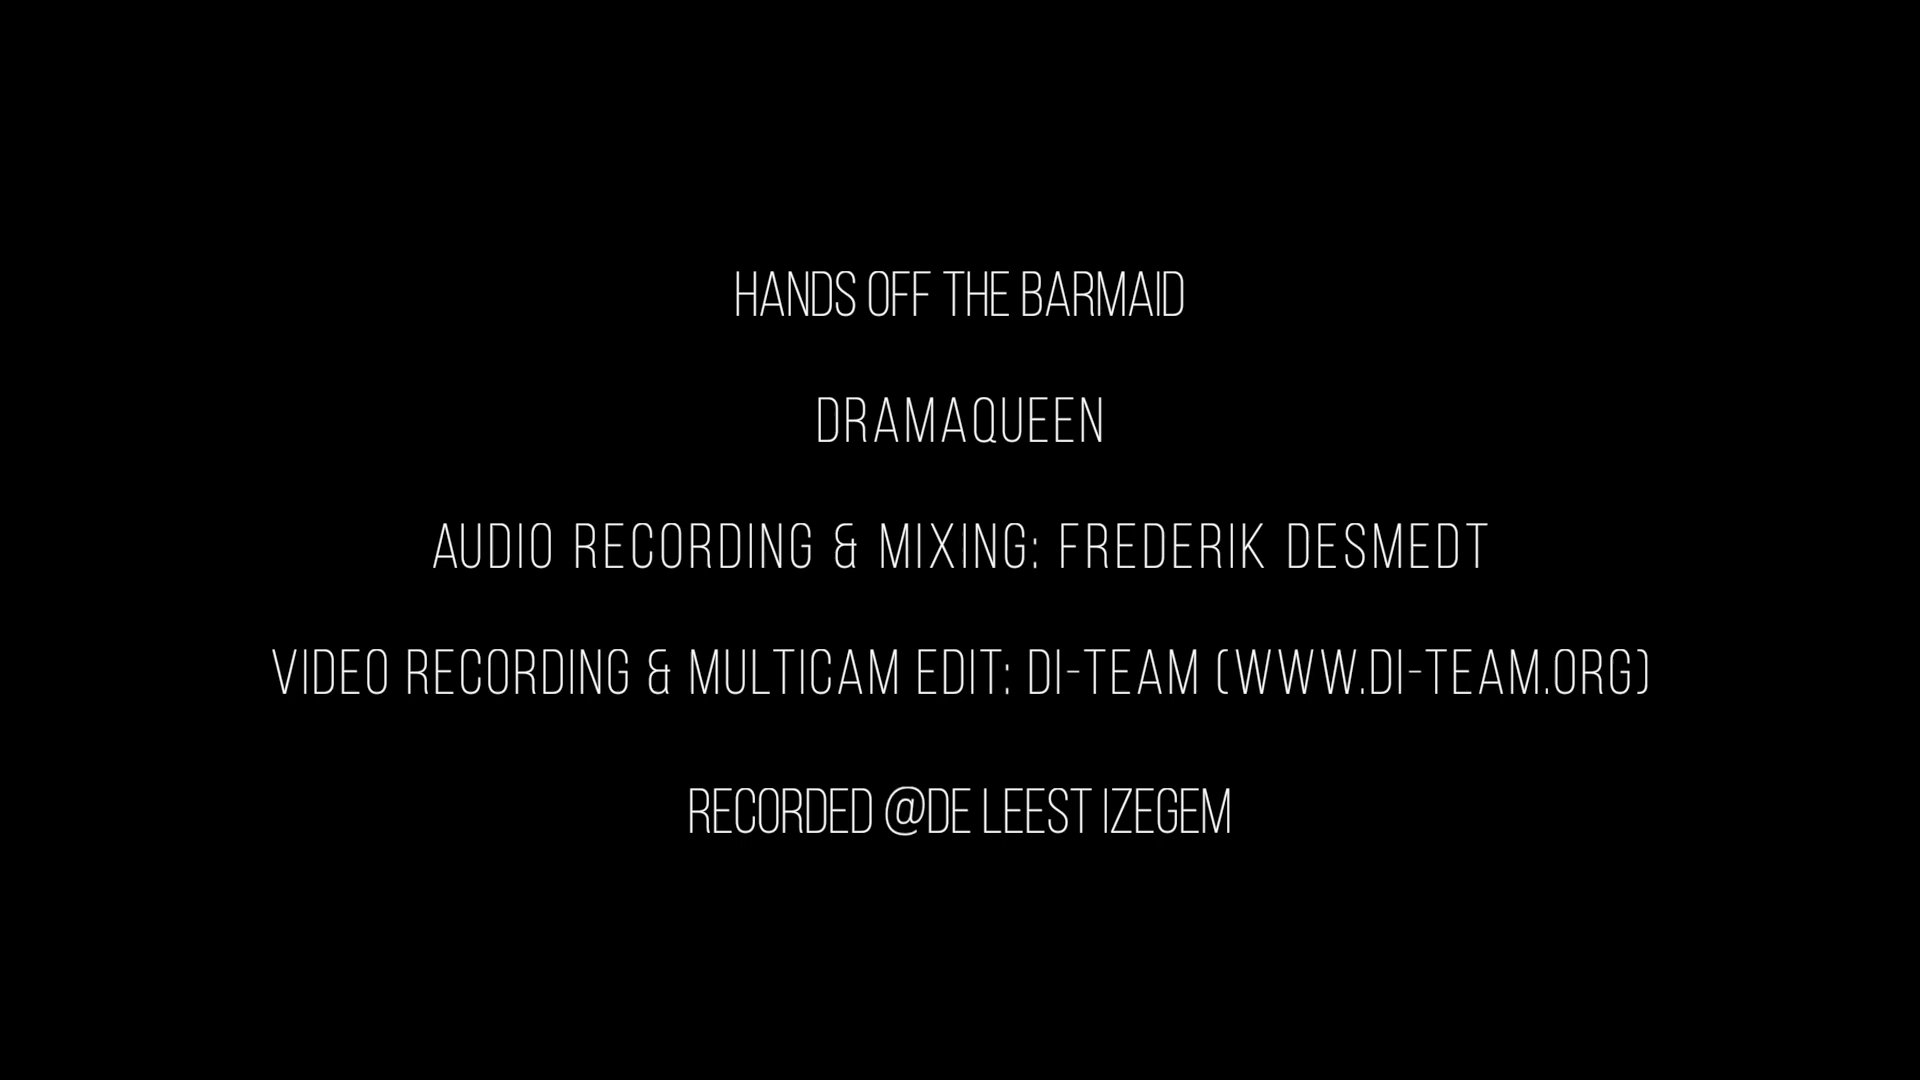 HANDS OFF THE BARMAID
DRAMAQUEEN
AUDIO RECORDING & MIXING: FREDERIK DESMEDT
VIDEO RECORDING & MULTICAM EDIT: DI-TEAM (WWW.DI-TEAM.ORG)
RECORDED @DE LEEST IZEGEM